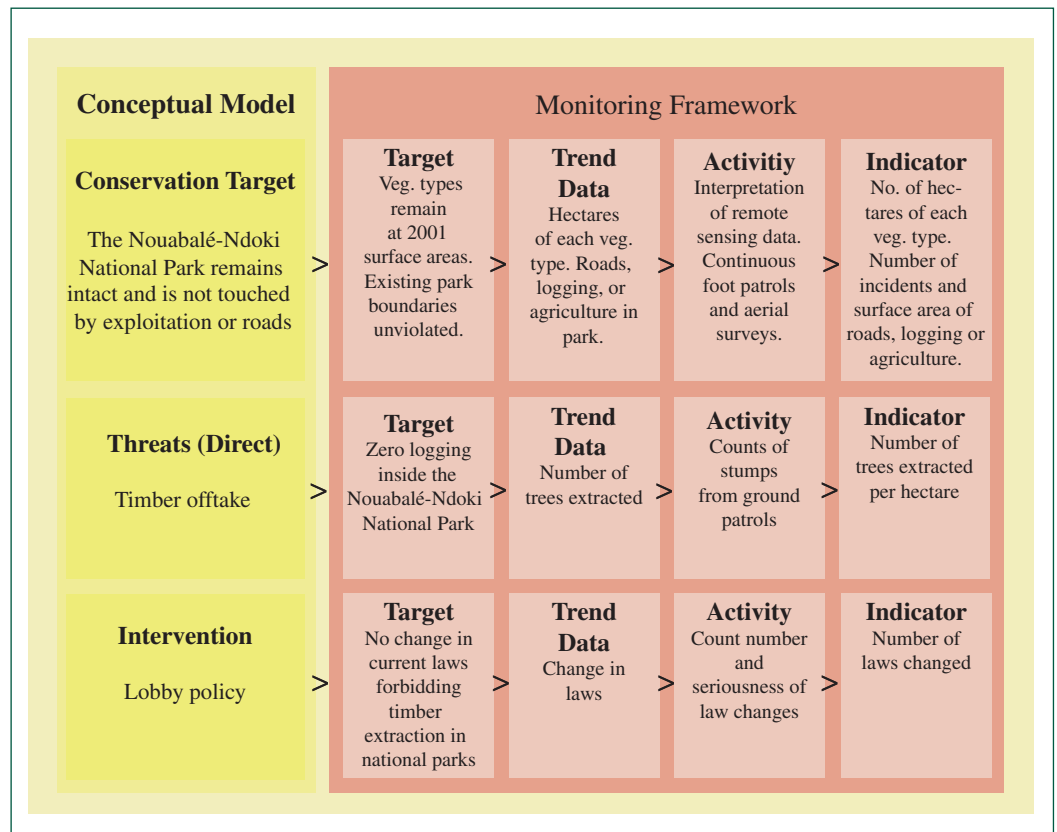 Conceptual Model
Monitoring Framework
Conservation Target
The Nouabalé-Ndoki
National Park remains
intact and is not touched
by exploitation or roads
>
Target
Veg. types
remain
at 2001
surface areas.
Existing park
boundaries
unviolated.
>
Trend
Data
Hectares
of each veg.
type. Roads,
logging, or
agriculture in
park.
>
Activitiy
Interpretation
of remote
sensing data.
Continuous
foot patrols
and aerial
surveys.
>
Indicator
No. of hec-
tares of each
veg. type.
Number of
incidents and
surface area of
roads, logging or
agriculture.
Threats (Direct)
Timber offtake
>
Target
Zero logging
inside the
Nouabalé-Ndoki
National Park
>
Trend
Data
Number of
trees extracted
>
Activity
Counts of
stumps
from ground
patrols
>
Indicator
Number of
trees extracted
per hectare
Intervention
Lobby policy
>
Target
No change in
current laws
forbidding
timber
extraction in
national parks
>
Trend
Data
Change in
laws
>
Activity
Count number
and
seriousness of
law changes
>
Indicator
Number of
laws changed